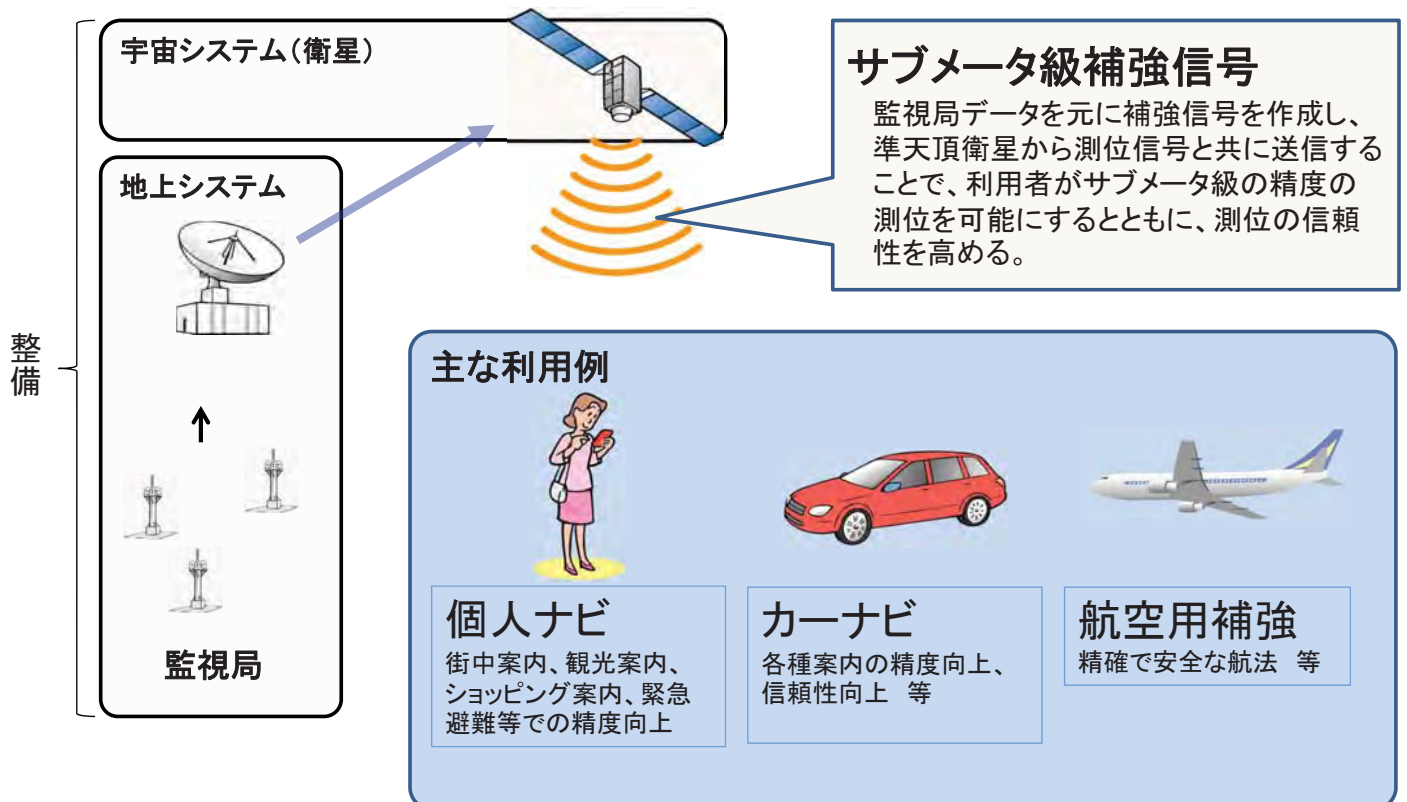 整備
宇宙システム(衛星)
地上システム
監視局
サブメータ級補強信号
監視局データを元に補強信号を作成し、
準天頂衛星から測位信号と共に送信する
ことで、利用者がサブメータ級の精度の
測位を可能にするとともに、測位の信頼
性を高める。
主な利用例
個人ナビ
街中案内、観光案内、
ショッピング案内、緊急
避難等での精度向上
カーナビ
各種案内の精度向上、
信頼性向上 等
航空用補強
精確で安全な航法 等